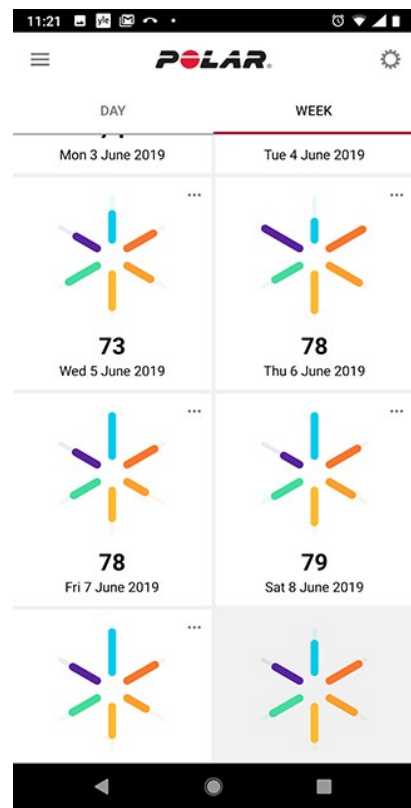 11:21 yle
POLAR
DAY WEEK
Mon 3 June 2019 Tue 4 June 2019
73 78
Wed 5 June 2019 Thu 6 June 2019
78 79
Fri 7 June 2019 Sat 8 June 2019